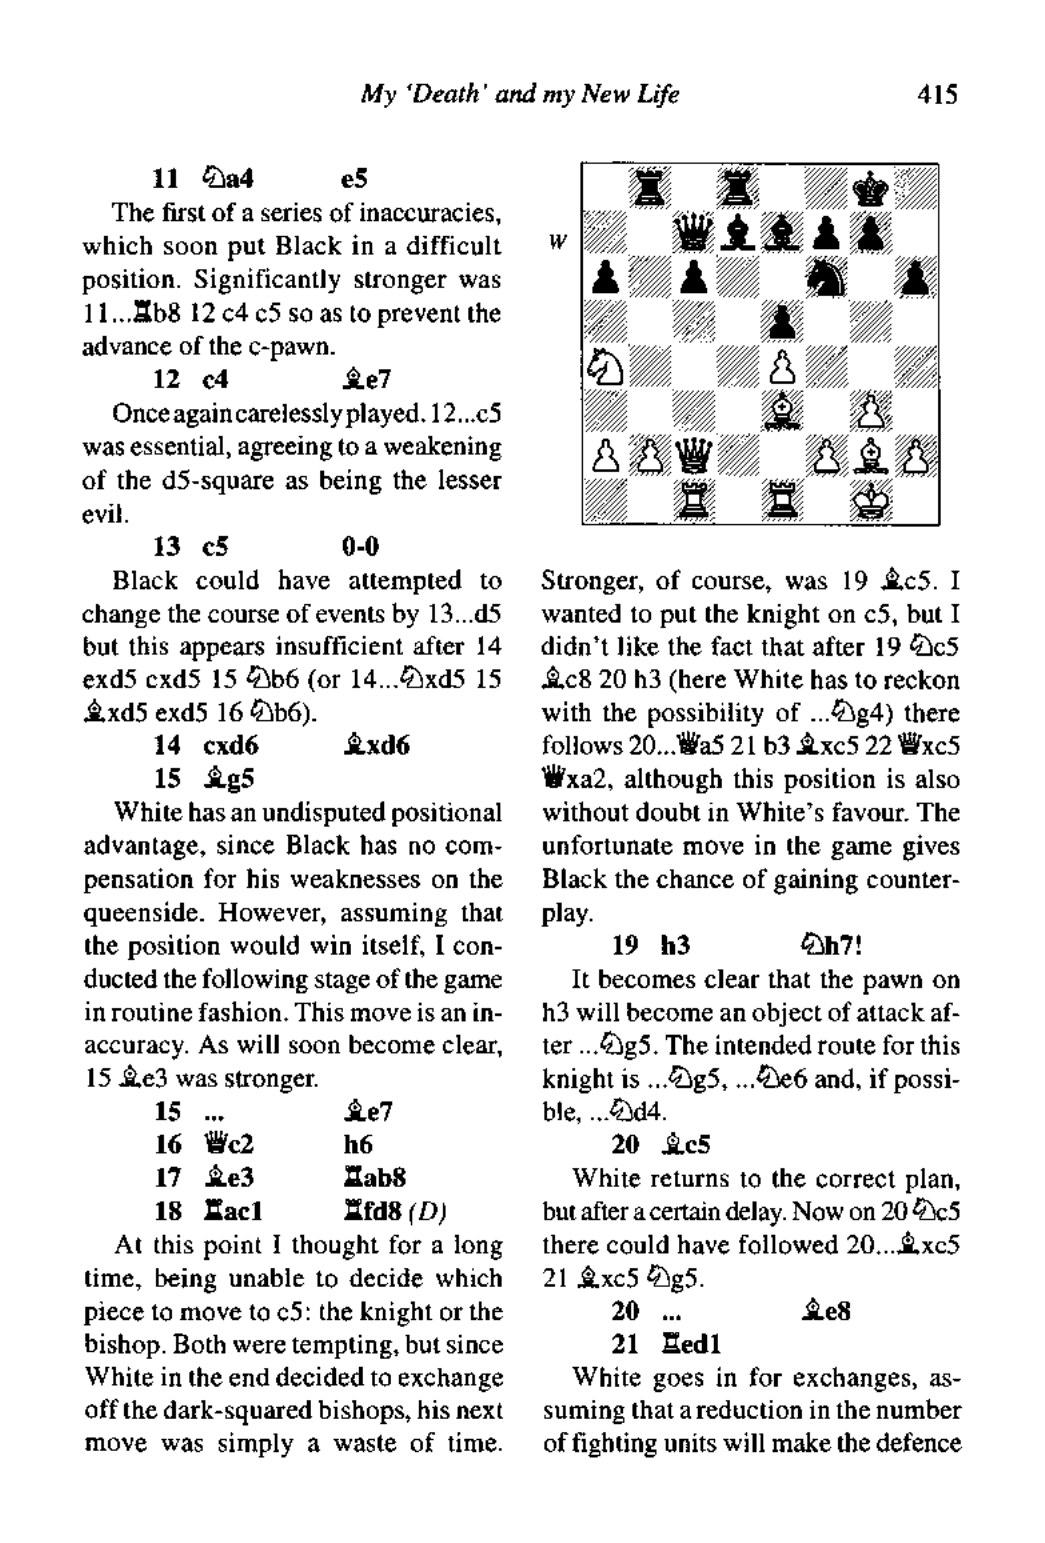 My 'Death' and my New Life 415
11 ♘a4 e5
The first of a series of inaccuracies,
which soon put Black in a difficult
position. Significantly stronger was
11...♖b8 12 c4 c5 so as to prevent the
advance of the c-pawn.
12 c4 ♗e7
Once again carelessly played. 12...c5
was essential, agreeing to a weakening
of the d5-square as being the lesser
evil.
13 c5 0-0
Black could have attempted to
change the course of events by 13...d5
but this appears insufficient after 14
exd5 cxd5 15 ♘b6 (or 14...♘xd5 15
♗xd5 exd5 16 ♘b6).
14 cxd6 ♗xd6
15 ♗g5
White has an undisputed positional
advantage, since Black has no com-
pensation for his weaknesses on the
queenside. However, assuming that
the position would win itself, I con-
ducted the following stage of the game
in routine fashion. This move is an in-
accuracy. As will soon become clear,
15 ♗e3 was stronger.
15 ... ♗e7
16 ♕c2 h6
17 ♗e3 ♖ab8
18 ♖ac1 ♖fd8 (D)
At this point I thought for a long
time, being unable to decide which
piece to move to c5: the knight or the
bishop. Both were tempting, but since
White in the end decided to exchange
off the dark-squared bishops, his next
move was simply a waste of time.
W
Stronger, of course, was 19 ♗c5. I
wanted to put the knight on c5, but I
didn't like the fact that after 19 ♘c5
♗c8 20 h3 (here White has to reckon
with the possibility of ...♘g4) there
follows 20...♕a5 21 b3 ♗xc5 22 ♕xc5
♕xa2, although this position is also
without doubt in White's favour. The
unfortunate move in the game gives
Black the chance of gaining counter-
play.
19 h3 ♘h7!
It becomes clear that the pawn on
h3 will become an object of attack af-
ter ...♘g5. The intended route for this
knight is ...♘g5, ...♘e6 and, if possi-
ble, ...♘d4.
20 ♗c5
White returns to the correct plan,
but after a certain delay. Now on 20 ♘c5
there could have followed 20...♗xc5
21 ♗xc5 ♘g5.
20 ... ♗e8
21 ♖ed1
White goes in for exchanges, as-
suming that a reduction in the number
of fighting units will make the defence